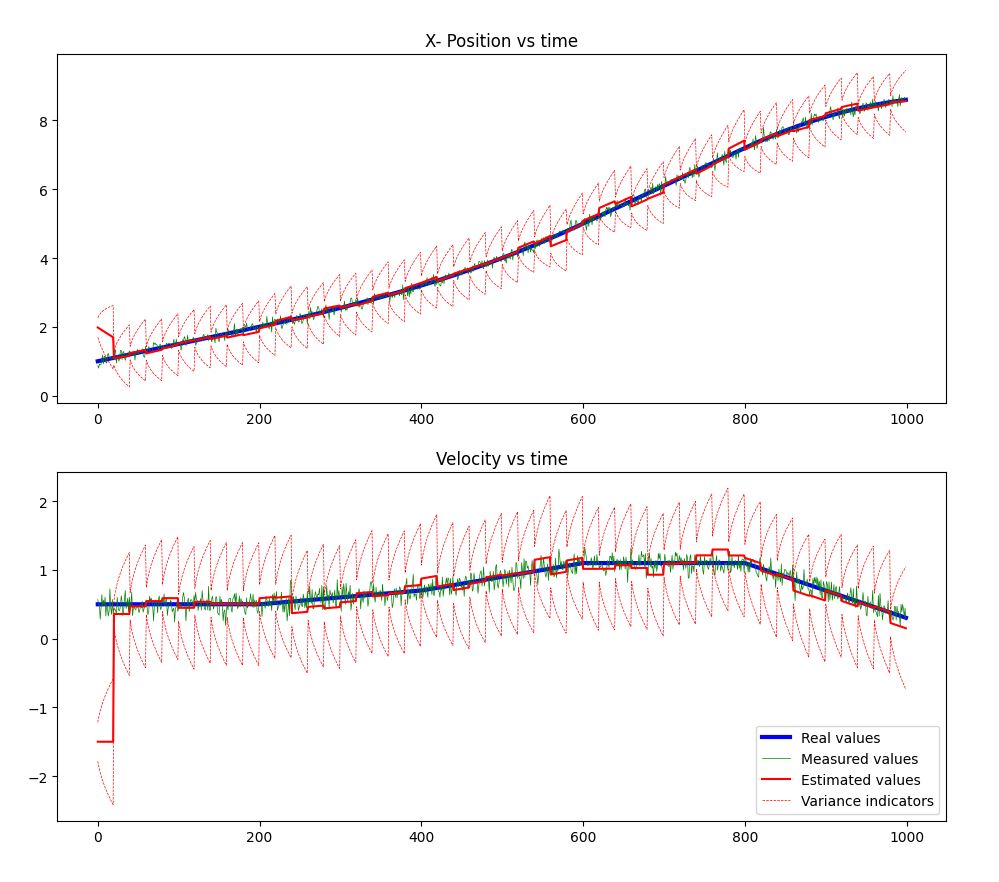 X- Position vs time
8
6
4
2
0
0 200 400 600 800 1000
Velocity vs time
2
1
0
−1
−2
Real values
Measured values
Estimated values
Variance indicators
0 200 400 600 800 1000